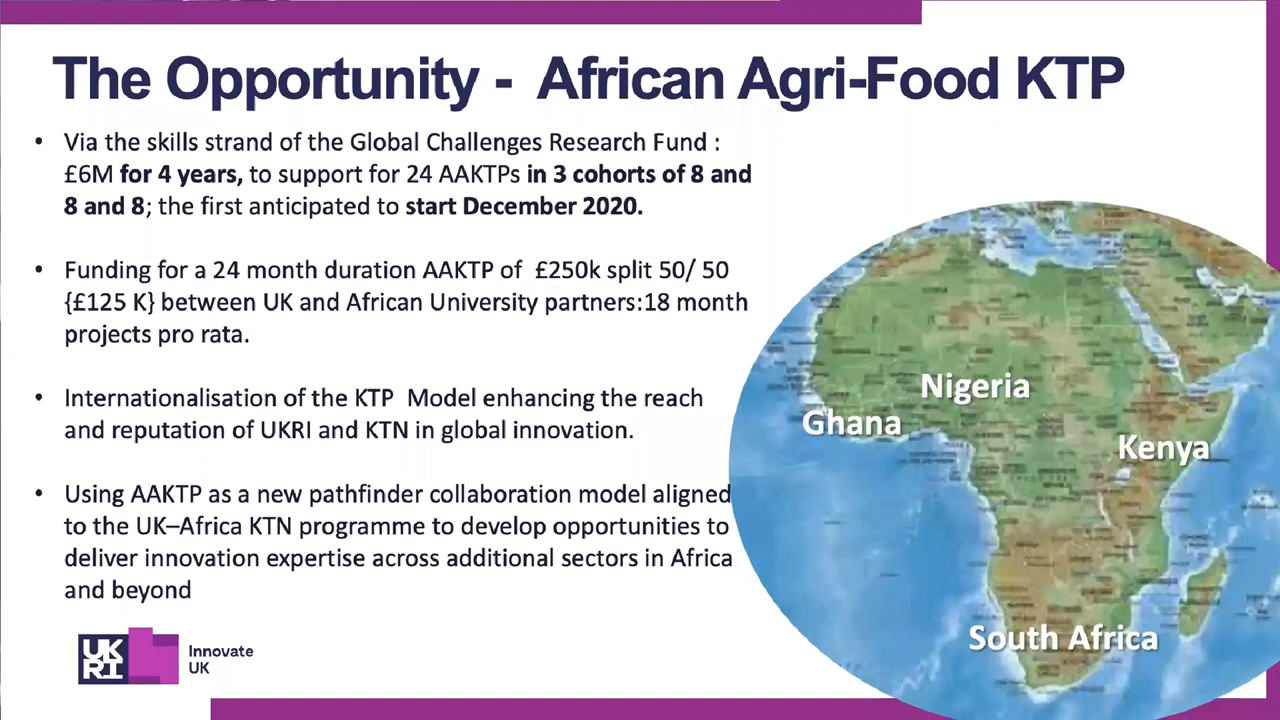 The Opportunity -  African Agri-Food KTP
• Via the skills strand of the Global Challenges Research Fund :
£6M for 4 years, to support for 24 AAKTPs in 3 cohorts of 8 and
8 and 8; the first anticipated to start December 2020.
• Funding for a 24 month duration AAKTP of  £250k split 50/ 50
{£125 K} between UK and African University partners:18 month
projects pro rata.
• Internationalisation of the KTP  Model enhancing the reach
and reputation of UKRI and KTN in global innovation.
• Using AAKTP as a new pathfinder collaboration model aligned
to the UK–Africa KTN programme to develop opportunities to
deliver innovation expertise across additional sectors in Africa
and beyond
Nigeria
Ghana
Kenya
South Africa
UK
RI
Innovate
UK